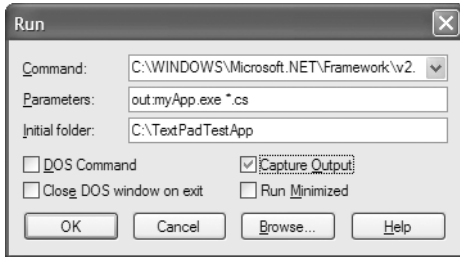 Run
Command: C:\WINDOWS\Microsoft.NET\Framework\v2.
Parameters: out:myApp.exe *.cs
Initial folder: C:\TextPadTestApp
DOS Command Capture Output
Close DOS window on exit Run Minimized
OK Cancel Browse... Help